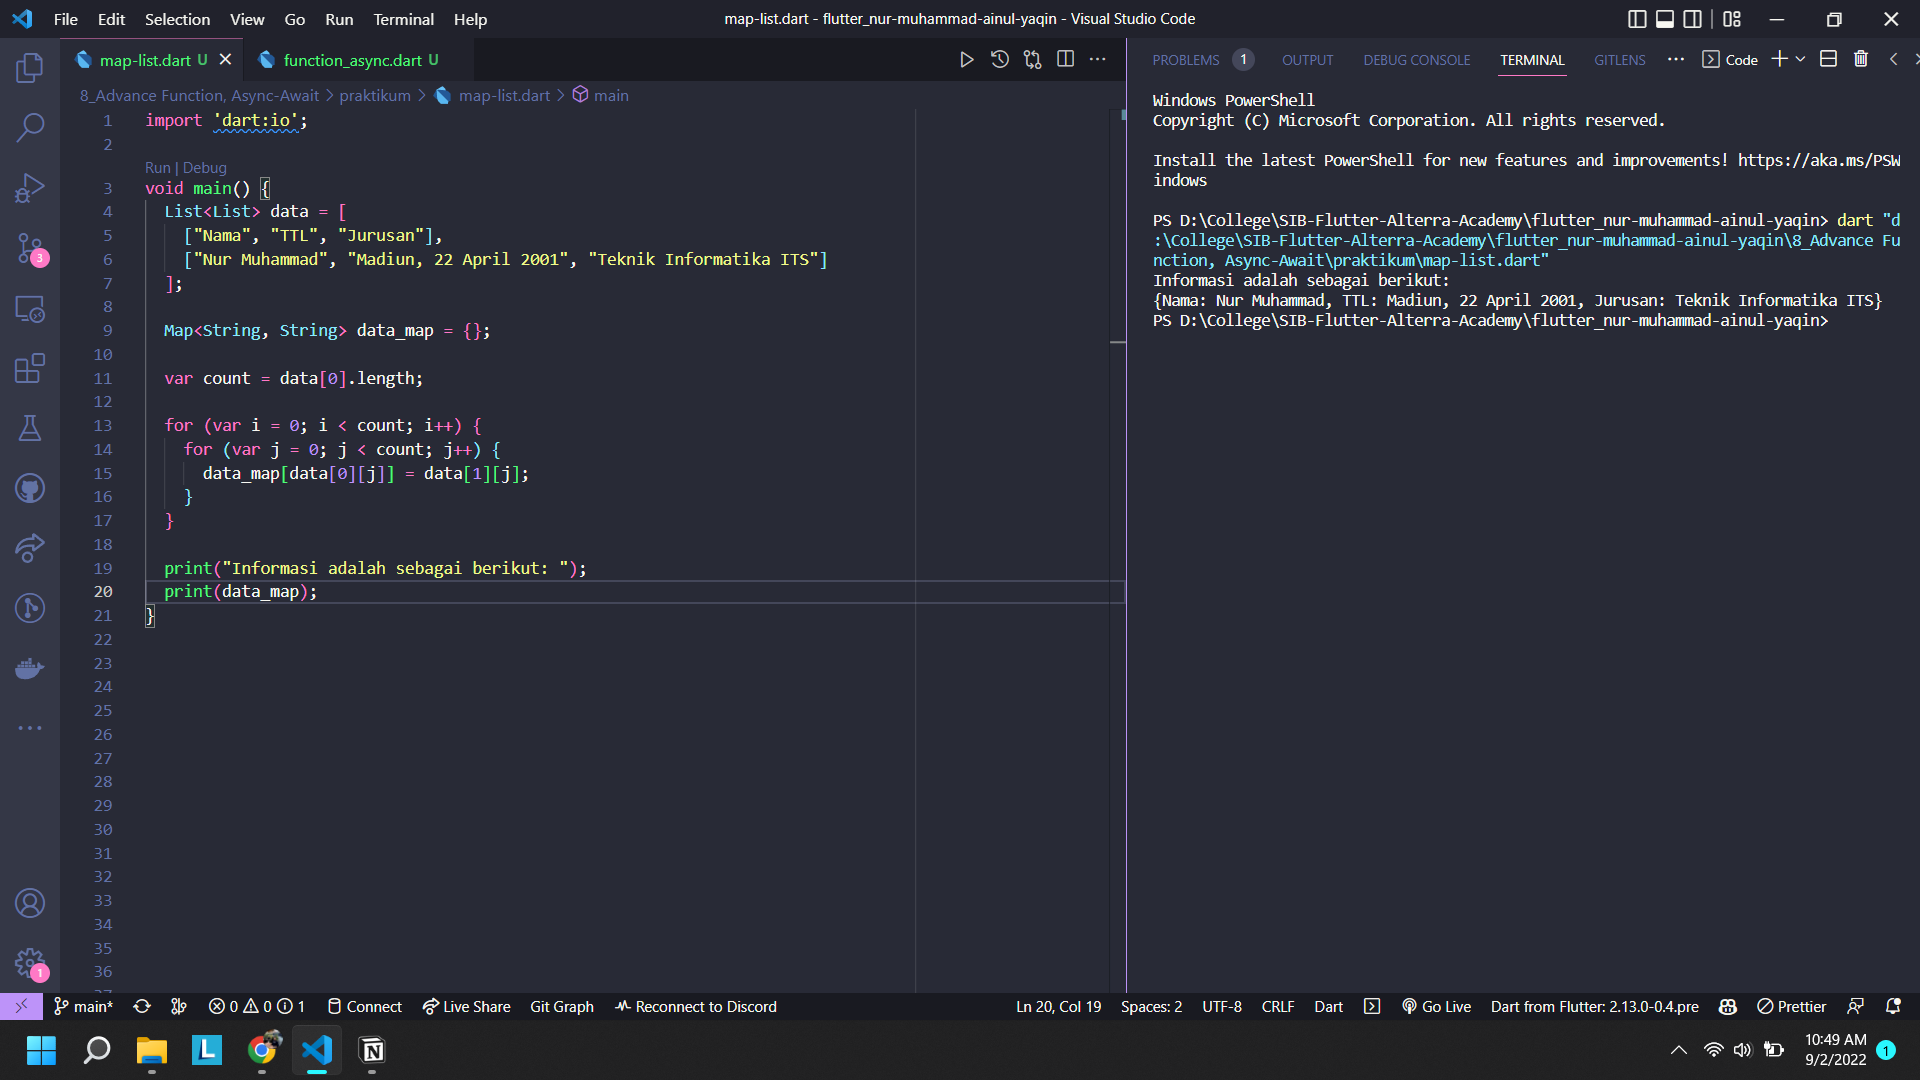 File Edit Selection View Go Run Terminal Help
map-list.dart - flutter_nur-muhammad-ainul-yaqin - Visual Studio Code
map-list.dart U
function_async.dart U
8_Advance Function, Async-Await > praktikum > map-list.dart > main
1 import 'dart:io';
2
Run | Debug
3 void main() {
4 List<List> data = [
5 ["Nama", "TTL", "Jurusan"],
6 ["Nur Muhammad", "Madiun, 22 April 2001", "Teknik Informatika ITS"]
7 ];
8
9 Map<String, String> data_map = {};
10
11 var count = data[0].length;
12
13 for (var i = 0; i < count; i++) {
14 for (var j = 0; j < count; j++) {
15 data_map[data[0][j]] = data[1][j];
16 }
17 }
18
19 print("Informasi adalah sebagai berikut: ");
20 print(data_map);
21 }
22
23
24
25
26
27
28
29
30
31
32
33
34
35
36
PROBLEMS 1 OUTPUT DEBUG CONSOLE TERMINAL GITLENS ··· Code
Windows PowerShell
Copyright (C) Microsoft Corporation. All rights reserved.
Install the latest PowerShell for new features and improvements! https://aka.ms/PSW
indows
PS D:\College\SIB-Flutter-Alterra-Academy\flutter_nur-muhammad-ainul-yaqin> dart "d
:\College\SIB-Flutter-Alterra-Academy\flutter_nur-muhammad-ainul-yaqin\8_Advance Fu
nction, Async-Await\praktikum\map-list.dart"
Informasi adalah sebagai berikut:
{Nama: Nur Muhammad, TTL: Madiun, 22 April 2001, Jurusan: Teknik Informatika ITS}
PS D:\College\SIB-Flutter-Alterra-Academy\flutter_nur-muhammad-ainul-yaqin>
3
1
main* 0 0 1 Connect Live Share Git Graph Reconnect to Discord
Ln 20, Col 19 Spaces: 2 UTF-8 CRLF Dart Go Live Dart from Flutter: 2.13.0-0.4.pre Prettier
L
N
10:49 AM
9/2/2022
1